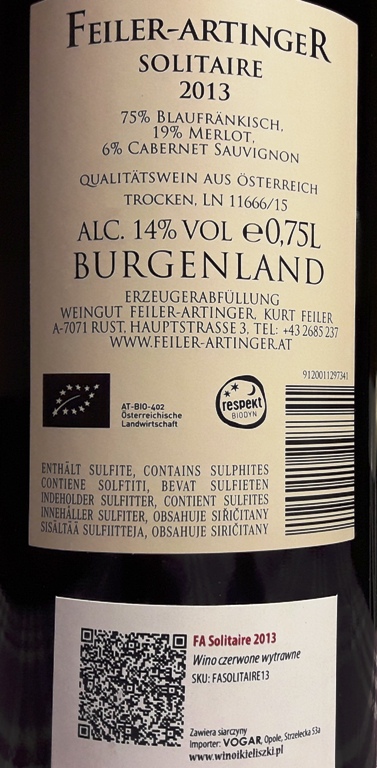 FEILER-ARTINGER
SOLITAIRE
2013
75% BLAUFRÄNKISCH,
19% MERLOT,
6% CABERNET SAUVIGNON
QUALITÄTSWEIN AUS ÖSTERREICH
TROCKEN, LN 11666/15
ALC. 14% VOL e0,75L
BURGENLAND
ERZEUGERABFÜLLUNG
WEINGUT FEILER-ARTINGER, KURT FEILER
A-7071 RUST, HAUPTSTRASSE 3, TEL: +43 2685 237
WWW.FEILER-ARTINGER.AT
AT-BIO-402
Österreichische
Landwirtschaft
respekt
BIODYN
9120011297341
ENTHÄLT SULFITE, CONTAINS SULPHITES
CONTIENE SOLFTITI, BEVAT SULFIETEN
INDEHOLDER SULFITTER, CONTIENT SULFITES
INNEHÅLLER SULFITER, OBSAHUJE SIŘIČITANY
SISÄLTÄÄ SULFIITTEJA, OBSAHUJE SIRIČITANY
FA Solitaire 2013
Wino czerwone wytrawne
SKU: FASOLITAIRE13
Zawiera siarczyny
Importer: VOGAR, Opole, Strzelecka 53a
www.winoikieliszki.pl